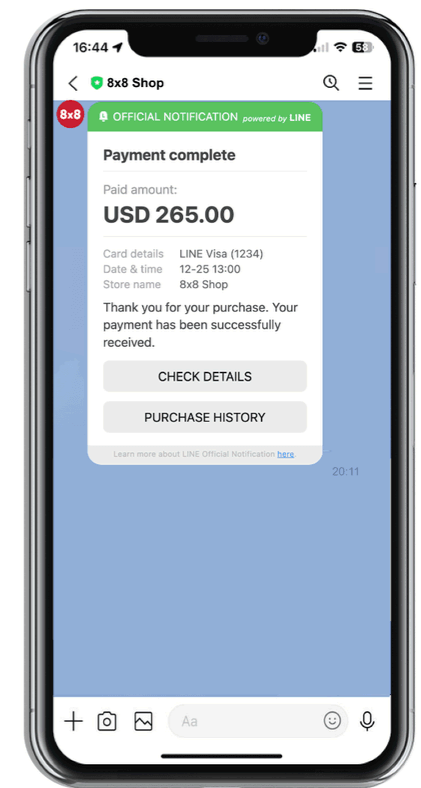 16:44
58
8x8 Shop
8x8
OFFICIAL NOTIFICATION powered by LINE
Payment complete
Paid amount:
USD 265.00
Card details LINE Visa (1234)
Date & time 12-25 13:00
Store name 8x8 Shop
Thank you for your purchase. Your
payment has been successfully
received.
CHECK DETAILS
PURCHASE HISTORY
Learn more about LINE Official Notification here.
20:11
Aa